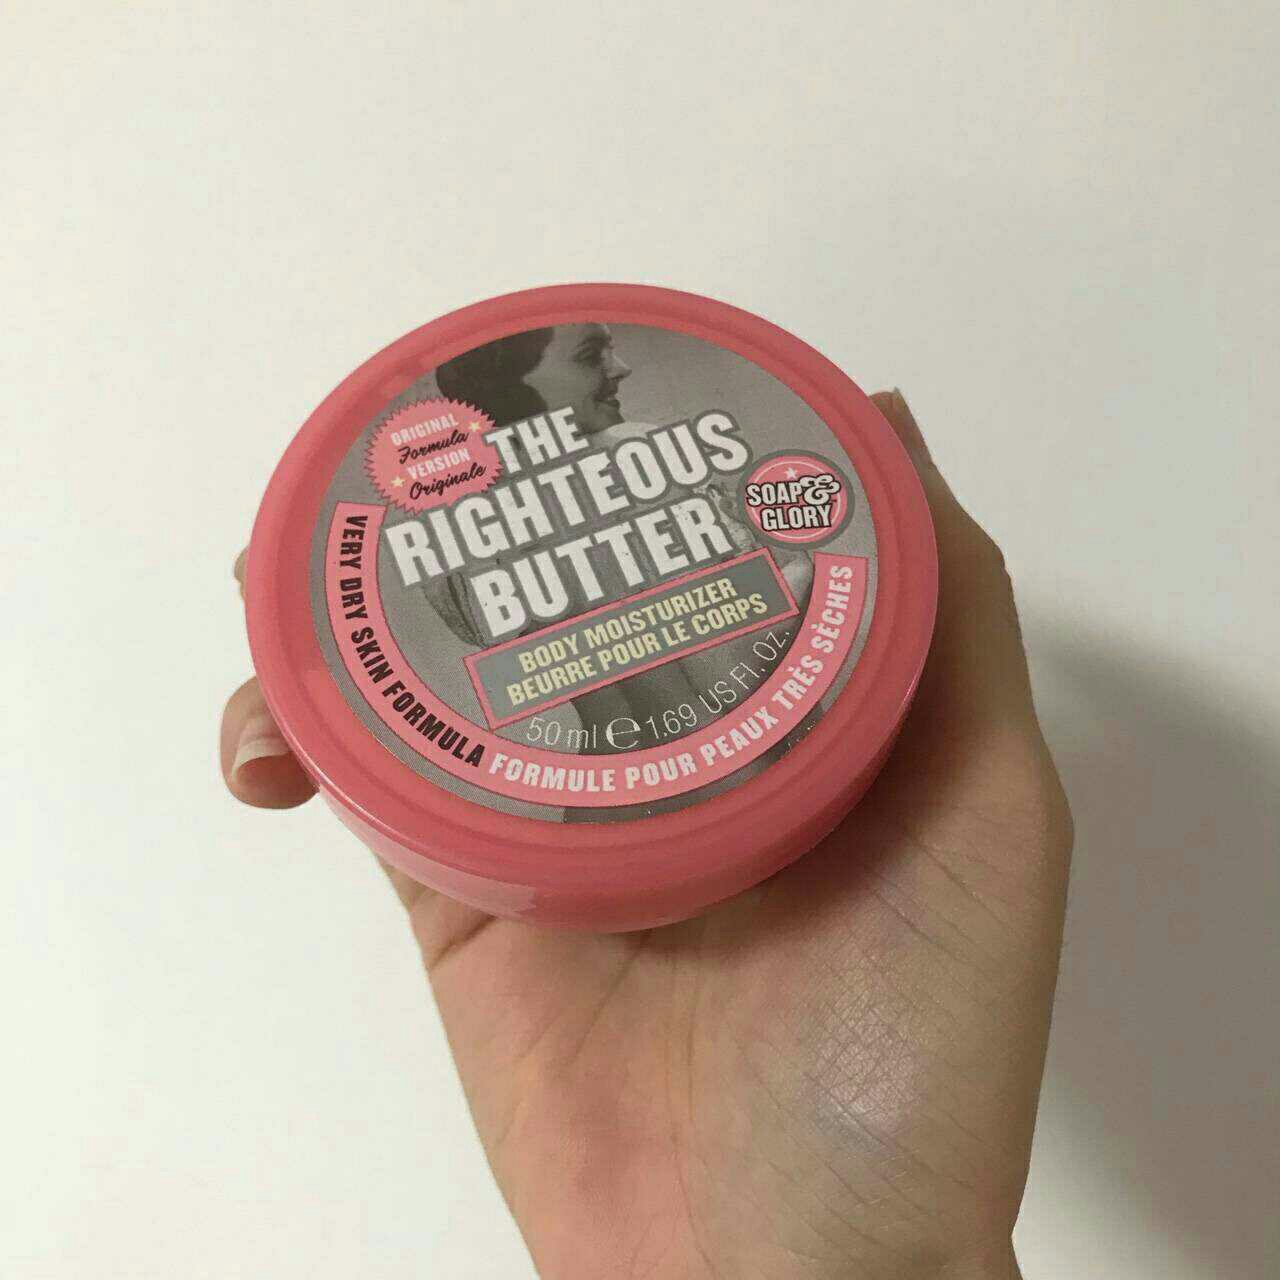 ORIGINAL
Formula
VERSION
Originale
THE
RIGHTEOUS
BUTTER
SOAP&
GLORY
BODY MOISTURIZER
BEURRE POUR LE CORPS
50 ml e 1.69 US Fl. Oz.
VERY DRY SKIN FORMULA FORMULE POUR PEAUX TRÈS SÈCHES